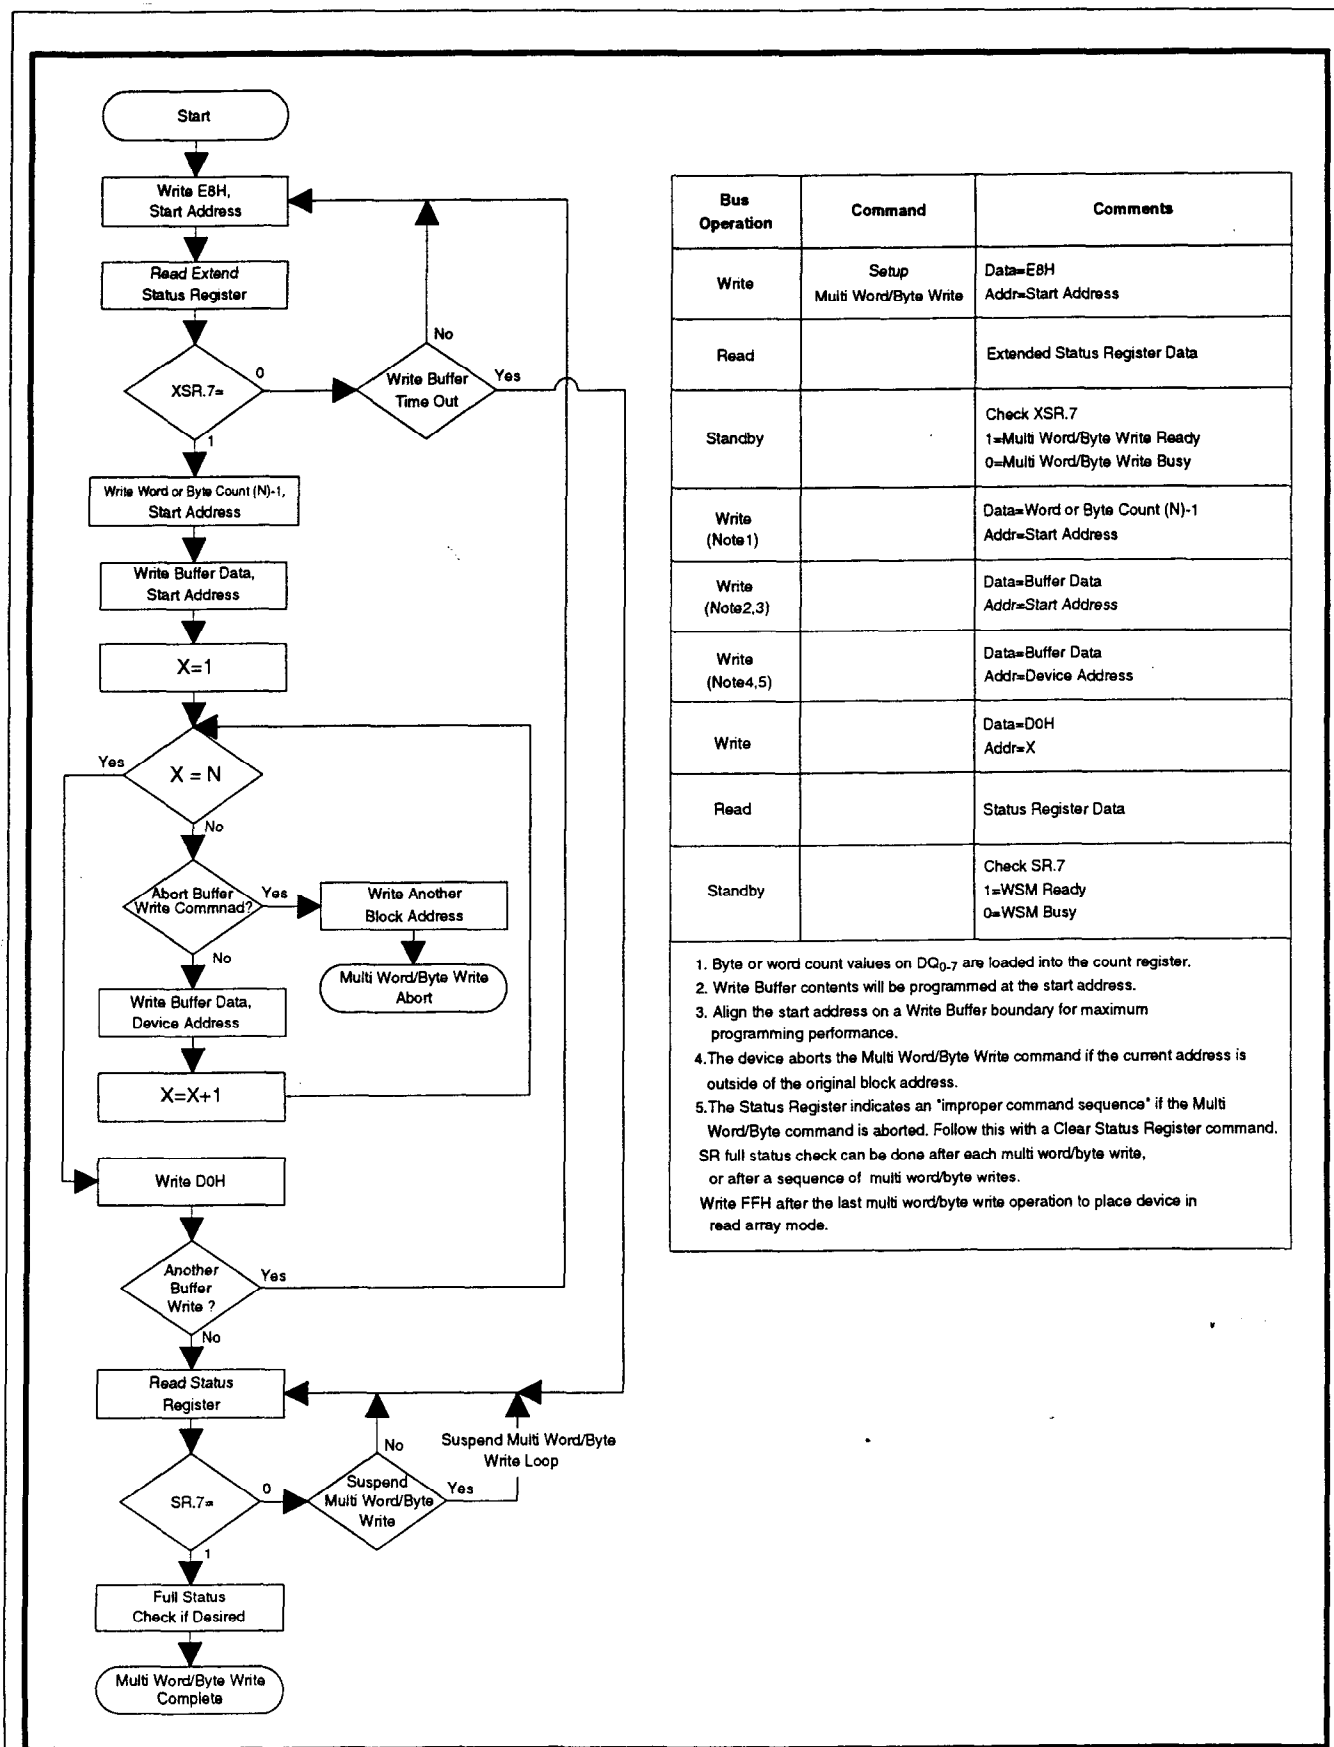 Start
Write E8H,
Start Address
Read Extend
Status Register
No
0
XSR.7=
Write Buffer
Time Out
Yes
1
Write Word or Byte Count (N)-1,
Start Address
Write Buffer Data,
Start Address
X=1
Yes
X = N
No
Abort Buffer
Write Commnad?
Yes
Write Another
Block Address
No
Multi Word/Byte Write
Abort
Write Buffer Data,
Device Address
X=X+1
Write D0H
Another
Buffer
Write ?
Yes
No
Read Status
Register
No
Suspend Multi Word/Byte
Write Loop
SR.7=
0
Suspend
Multi Word/Byte
Write
Yes
1
Full Status
Check if Desired
Multi Word/Byte Write
Complete
Bus
Operation
Command
Comments
Write
Setup
Multi Word/Byte Write
Data=E8H
Addr=Start Address
Read
Extended Status Register Data
Standby
Check XSR.7
1=Multi Word/Byte Write Ready
0=Multi Word/Byte Write Busy
Write
(Note1)
Data=Word or Byte Count (N)-1
Addr=Start Address
Write
(Note2,3)
Data=Buffer Data
Addr=Start Address
Write
(Note4,5)
Data=Buffer Data
Addr=Device Address
Write
Data=D0H
Addr=X
Read
Status Register Data
Standby
Check SR.7
1=WSM Ready
0=WSM Busy
1. Byte or word count values on DQ0-7 are loaded into the count register.
2. Write Buffer contents will be programmed at the start address.
3. Align the start address on a Write Buffer boundary for maximum
programming performance.
4.The device aborts the Multi Word/Byte Write command if the current address is
outside of the original block address.
5.The Status Register indicates an "improper command sequence" if the Multi
Word/Byte command is aborted. Follow this with a Clear Status Register command.
SR full status check can be done after each multi word/byte write,
or after a sequence of multi word/byte writes.
Write FFH after the last multi word/byte write operation to place device in
read array mode.